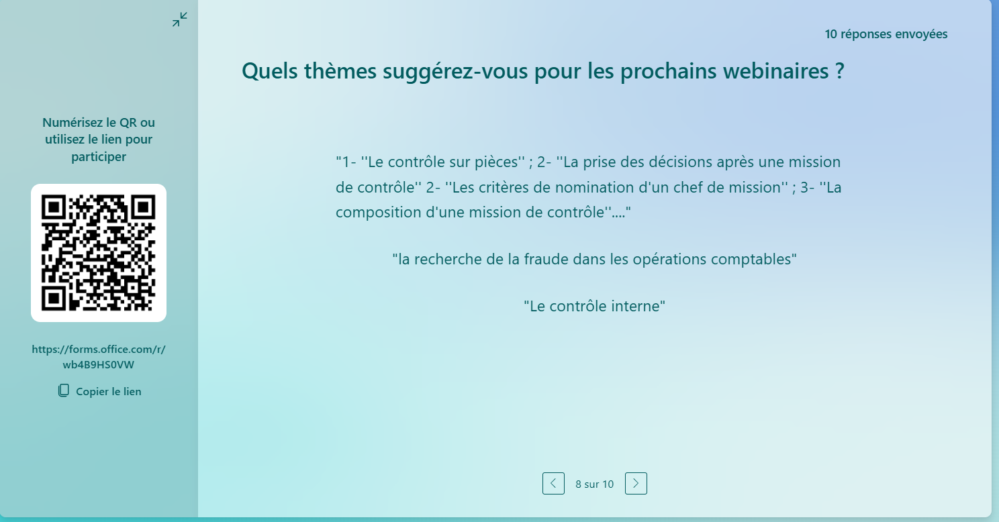 Numérisez le QR ou
utilisez le lien pour
participer
https://forms.office.com/r/
wb4B9HS0VW
Copier le lien
10 réponses envoyées
Quels thèmes suggérez-vous pour les prochains webinaires ?
"1- ''Le contrôle sur pièces'' ; 2- ''La prise des décisions après une mission
de contrôle'' 2- ''Les critères de nomination d'un chef de mission'' ; 3- ''La
composition d'une mission de contrôle''...."
"la recherche de la fraude dans les opérations comptables"
"Le contrôle interne"
8 sur 10